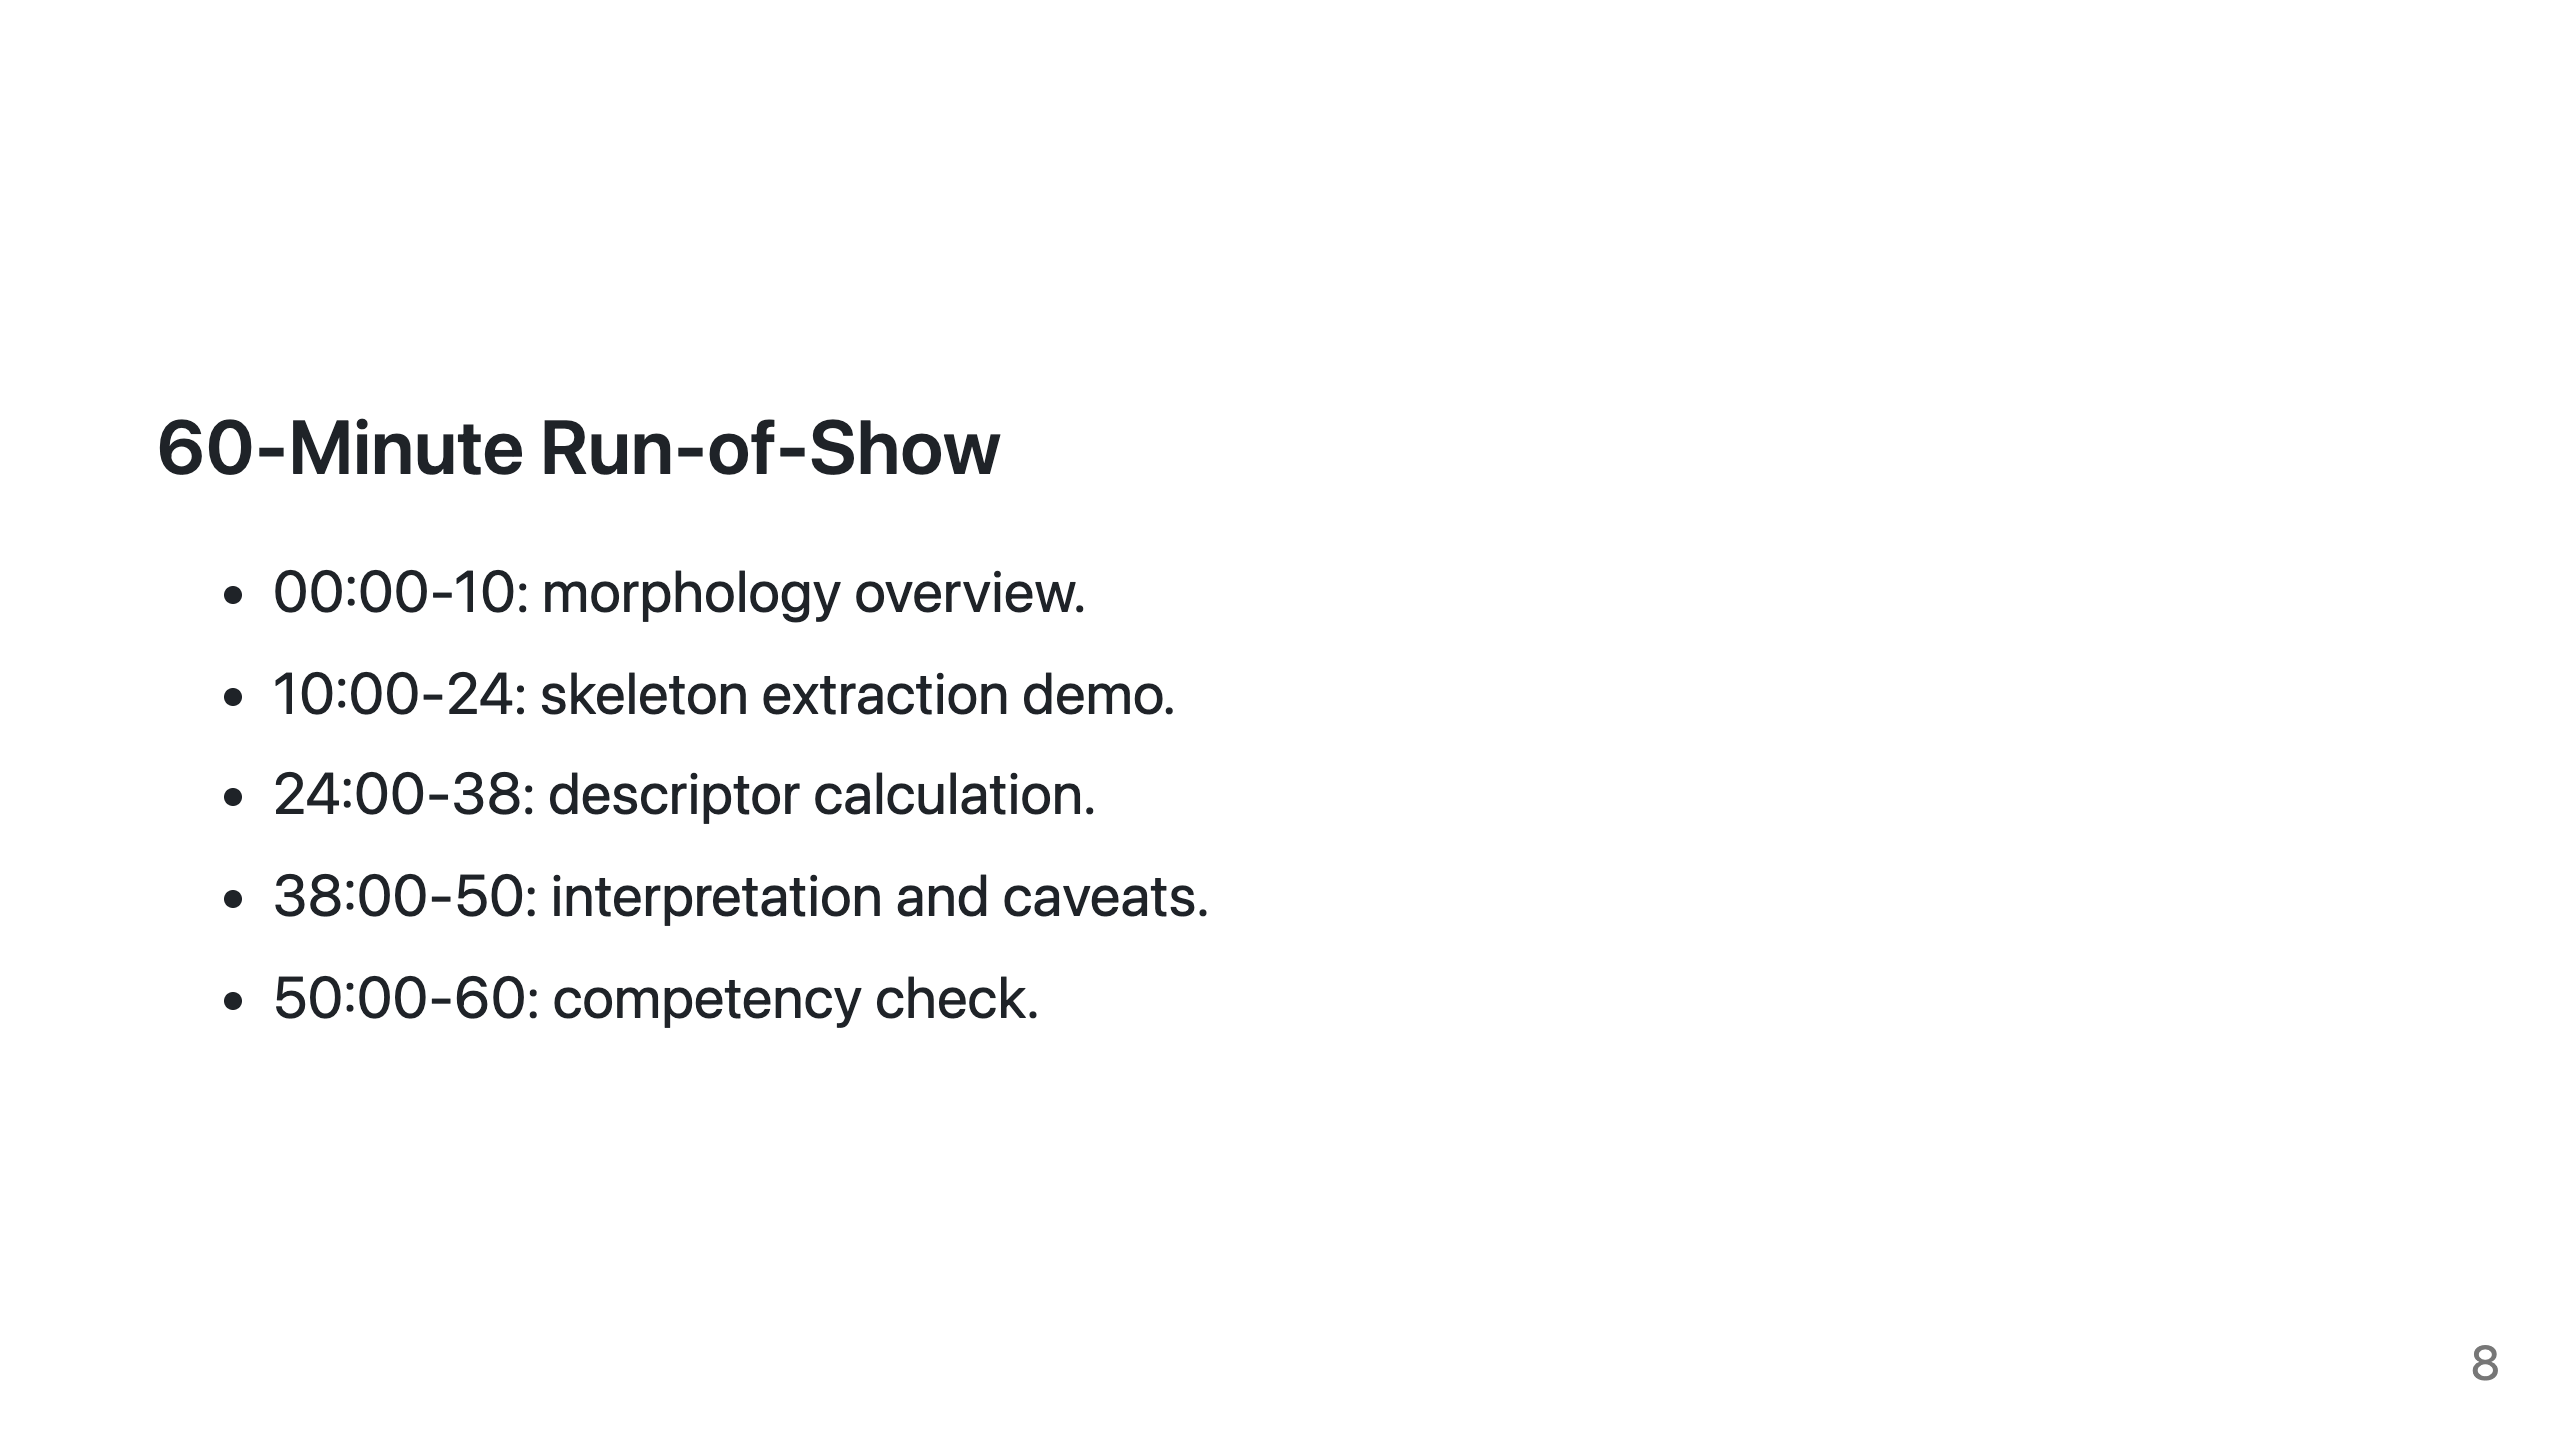 60-Minute Run-of-Show
• 00:00-10: morphology overview.
• 10:00-24: skeleton extraction demo.
• 24:00-38: descriptor calculation.
• 38:00-50: interpretation and caveats.
• 50:00-60: competency check.
8